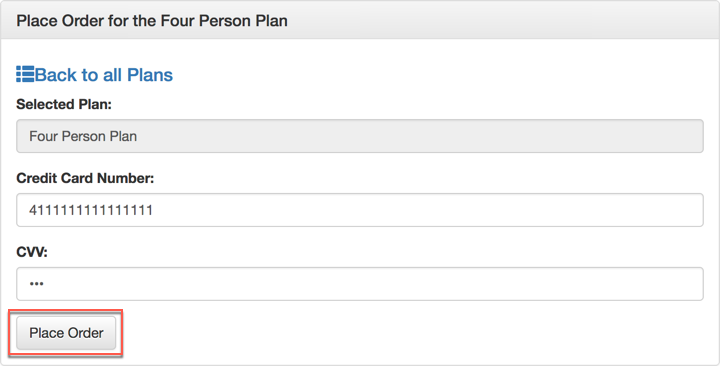 Place Order for the Four Person Plan
Back to all Plans
Selected Plan:
Four Person Plan
Credit Card Number:
4111111111111111
CVV:
•••
Place Order